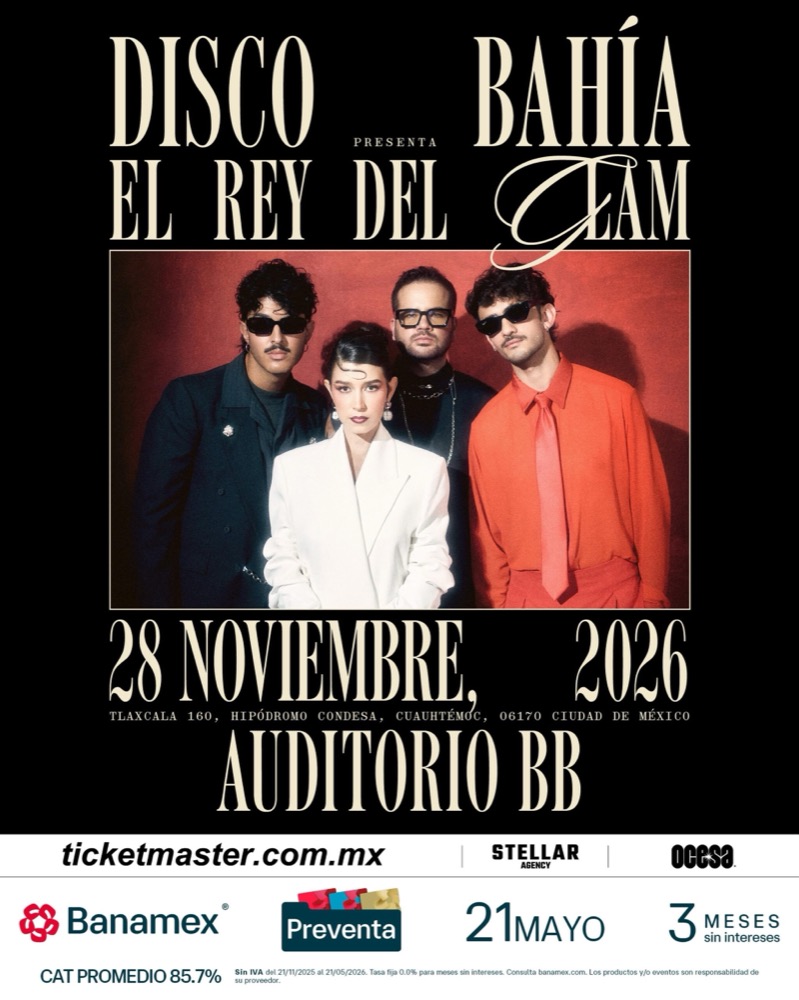 DISCO BAHÍA
PRESENTA
EL REY DEL GLAM
28 NOVIEMBRE, 2026
TLAXCALA 160, HIPÓDROMO CONDESA, CUAUHTÉMOC, 06170 CIUDAD DE MÉXICO
AUDITORIO BB
ticketmaster.com.mx | STELLAR AGENCY | ocesa
Banamex® Preventa 21 MAYO 3 MESES sin intereses
CAT PROMEDIO 85.7% Sin IVA del 21/11/2025 al 21/05/2026. Tasa fija 0.0% para meses sin intereses. Consulta banamex.com. Los productos y/o eventos son responsabilidad de
su proveedor.